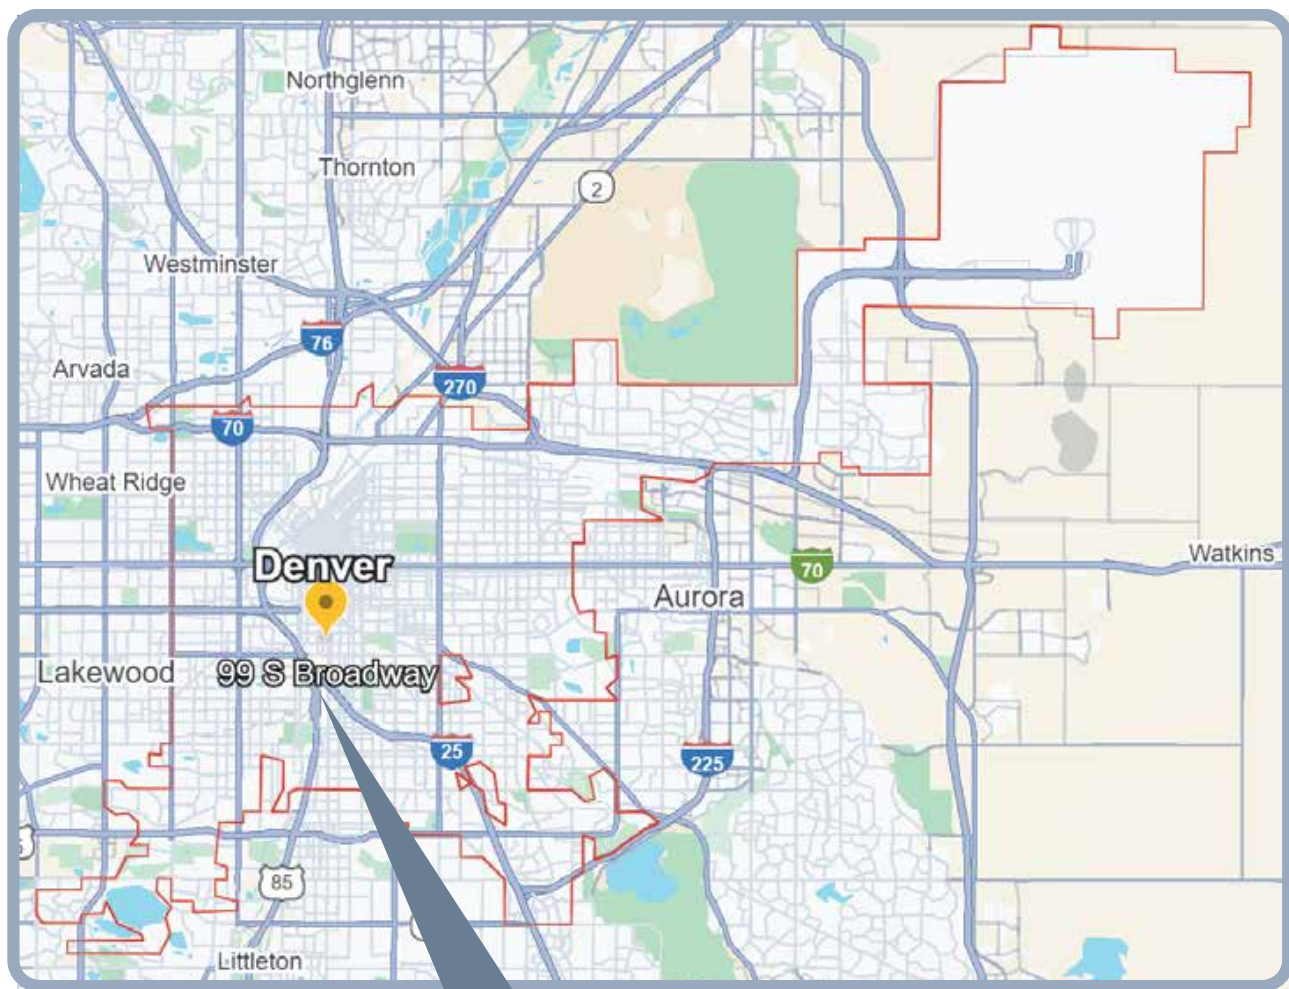 Northglenn
Thornton
2
Westminster
76
Arvada
270
70
Wheat Ridge
Denver
Watkins
70
Aurora
Lakewood
99 S Broadway
25
225
85
Littleton